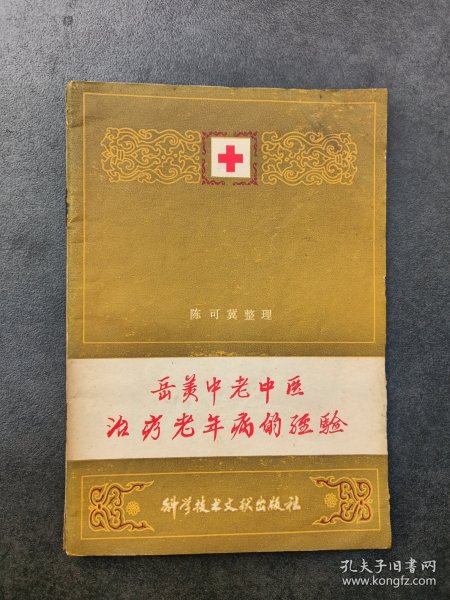 陈可冀整理
岳美中老中医
治疗老年病的经验
科学技术文献出版社
孔夫子旧书网
www.kongfz.com